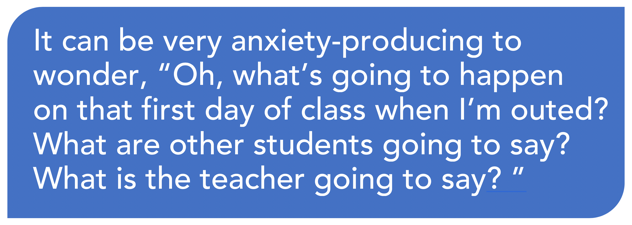 It can be very anxiety-producing to
wonder, “Oh, what’s going to happen
on that first day of class when I’m outed?
What are other students going to say?
What is the teacher going to say? ”